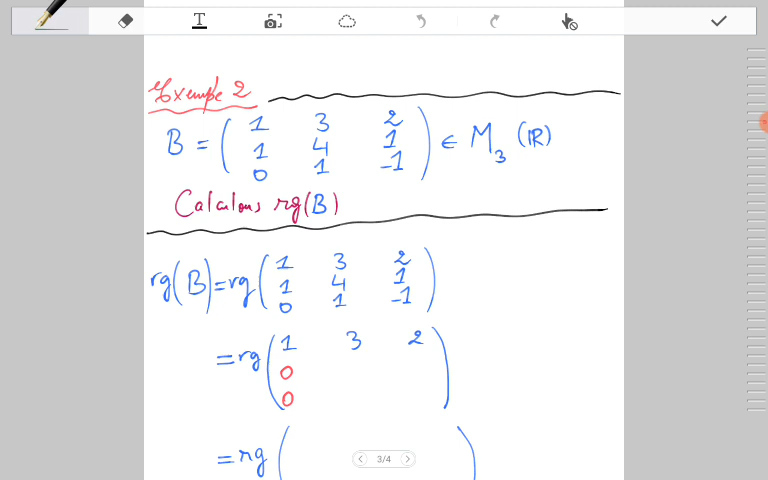 T
Exemple 2
B = ( 1 3 2
1 4 1
0 1 -1 ) ∈ M₃ (ℝ)
Calculons rg(B)
rg(B) = rg ( 1 3 2
1 4 1
0 1 -1 )
= rg ( 1 3 2
0
0 )
= rg (
3/4